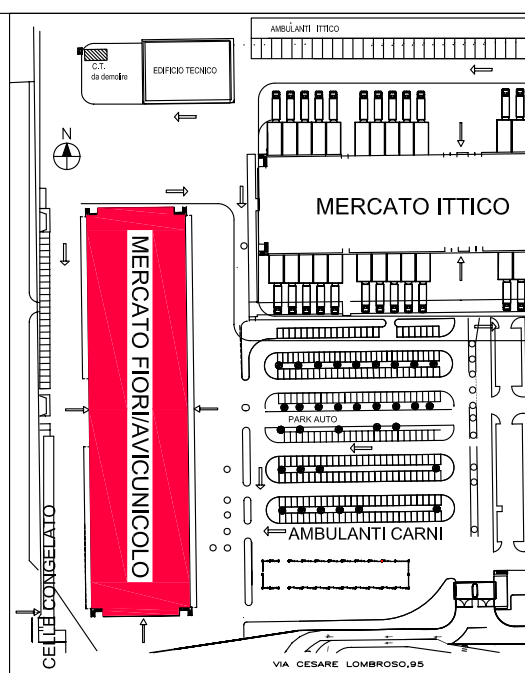 AMBULANTI ITTICO
C.T.
da demolire
EDIFICIO TECNICO
N
MERCATO ITTICO
MERCATO FIORI/AVICUNICOLO
PARK AUTO
AMBULANTI CARNI
CELLE CONGELATO
VIA CESARE LOMBROSO,95